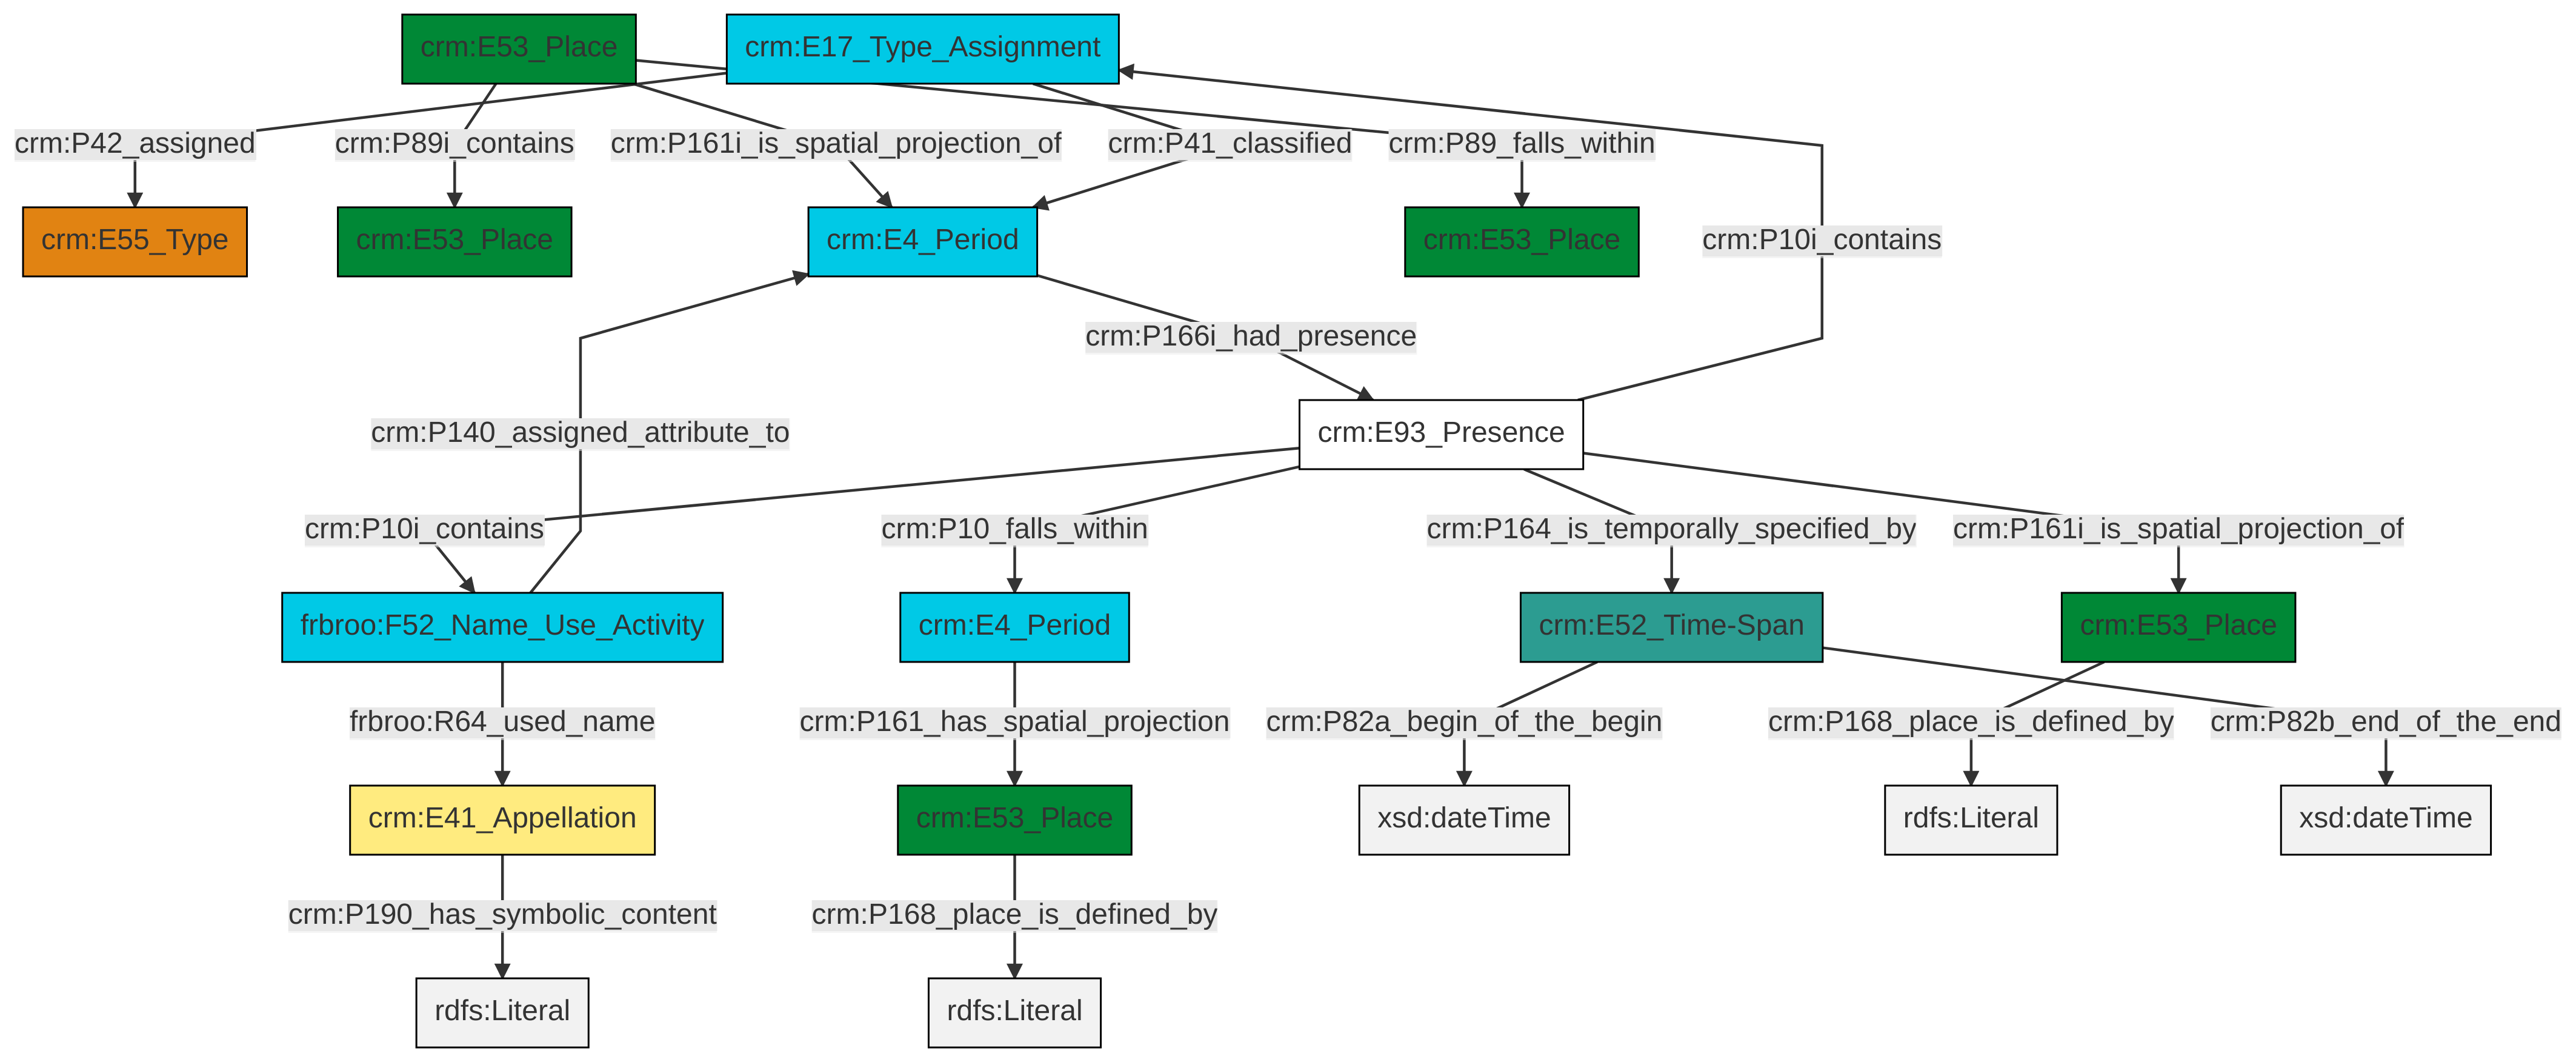 crm:E53_Place
crm:E17_Type_Assignment
crm:P42_assigned
crm:P89i_contains
crm:P161i_is_spatial_projection_of
crm:P41_classified
crm:P89_falls_within
crm:E55_Type
crm:E53_Place
crm:E4_Period
crm:E53_Place
crm:P10i_contains
crm:P166i_had_presence
crm:P140_assigned_attribute_to
crm:E93_Presence
crm:P10i_contains
crm:P10_falls_within
crm:P164_is_temporally_specified_by
crm:P161i_is_spatial_projection_of
frbroo:F52_Name_Use_Activity
crm:E4_Period
crm:E52_Time-Span
crm:E53_Place
frbroo:R64_used_name
crm:P161_has_spatial_projection
crm:P82a_begin_of_the_begin
crm:P168_place_is_defined_by
crm:P82b_end_of_the_end
crm:E41_Appellation
crm:E53_Place
xsd:dateTime
rdfs:Literal
xsd:dateTime
crm:P190_has_symbolic_content
crm:P168_place_is_defined_by
rdfs:Literal
rdfs:Literal